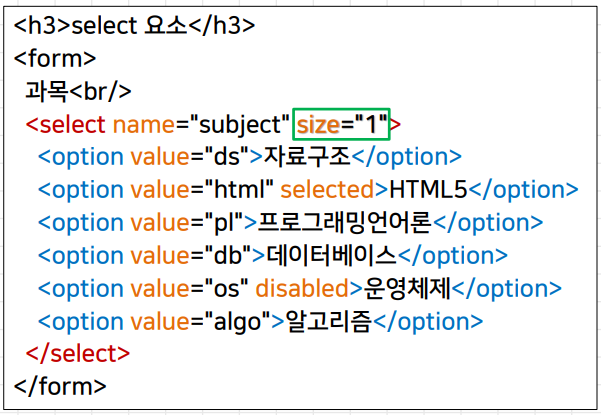 <h3>select 요소</h3>
<form>
과목<br/>
<select name="subject" size="1">
<option value="ds">자료구조</option>
<option value="html" selected>HTML5</option>
<option value="pl">프로그래밍언어론</option>
<option value="db">데이터베이스</option>
<option value="os" disabled>운영체제</option>
<option value="algo">알고리즘</option>
</select>
</form>